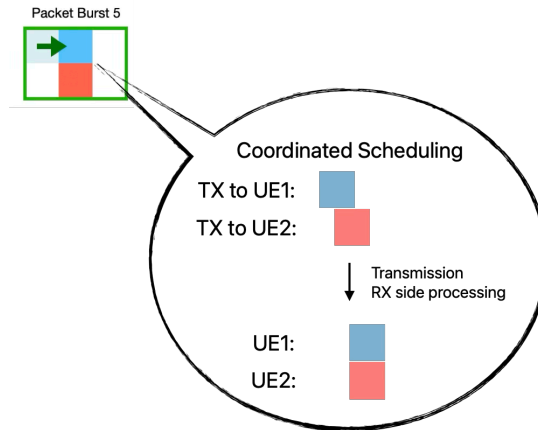 Packet Burst 5
Coordinated Scheduling
TX to UE1:
TX to UE2:
Transmission
RX side processing
UE1:
UE2: